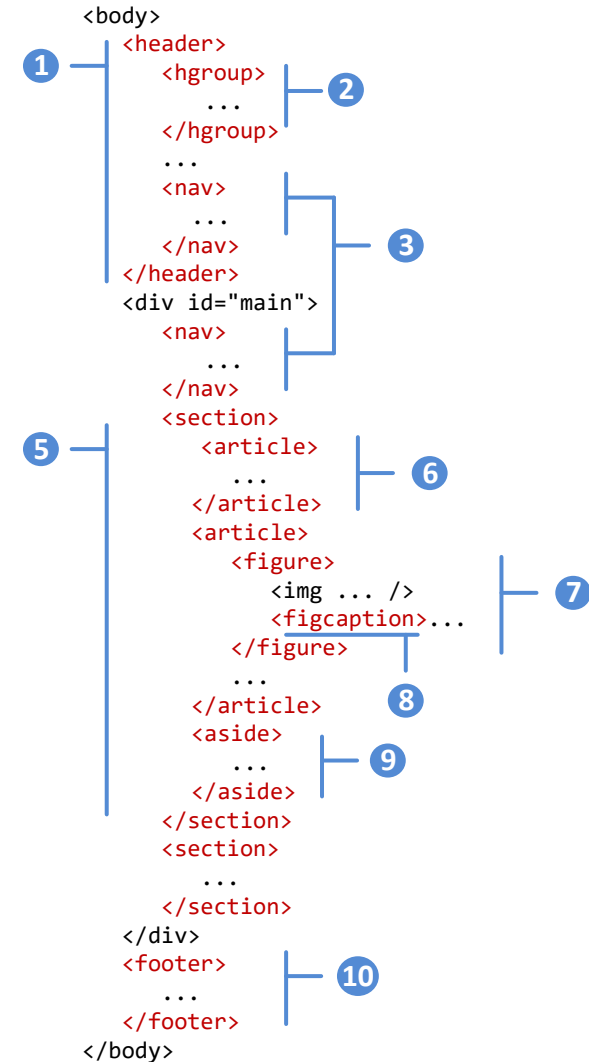 <body>
<header>
1
<hgroup>
2
...
</hgroup>
...
<nav>
...
3
</nav>
</header>
<div id="main">
<nav>
...
</nav>
<section>
5
<article>
6
...
</article>
<article>
<figure>
<img ... />
7
<figcaption>...
</figure>
...
8
</article>
<aside>
9
...
</aside>
</section>
<section>
...
</section>
</div>
<footer>
10
...
</footer>
</body>